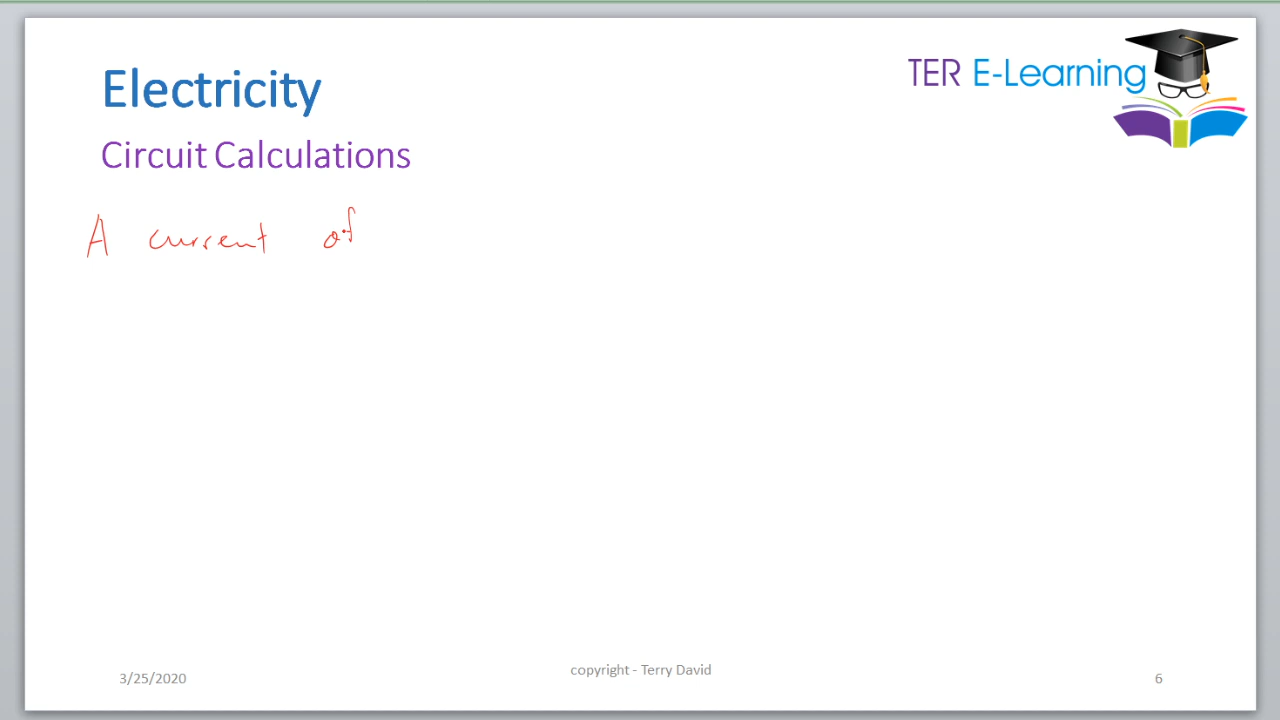 TER E-Learning
Electricity
Circuit Calculations
A current of
3/25/2020
copyright - Terry David
6